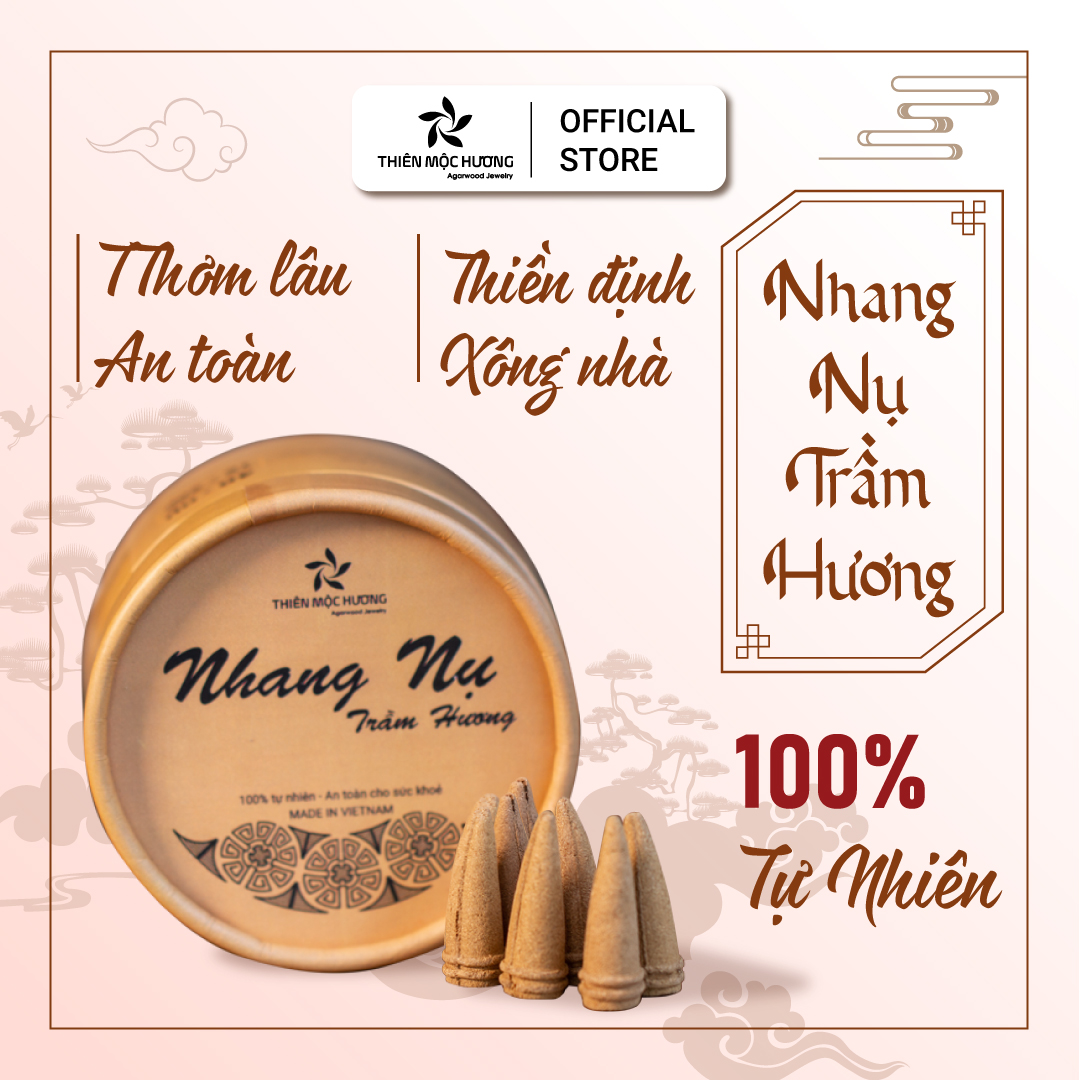 THIÊN MỘC HƯƠNG
Agarwood Jewelry
OFFICIAL
STORE
TThơm lâu
An toàn
Thiền định
Xông nhà
Nhang
Nụ
Trầm
Hương
THIÊN MỘC HƯƠNG
Agarwood Jewelry
Nhang Nụ
Trầm Hương
100% tự nhiên - An toàn cho sức khoẻ
MADE IN VIETNAM
100%
Tự Nhiên